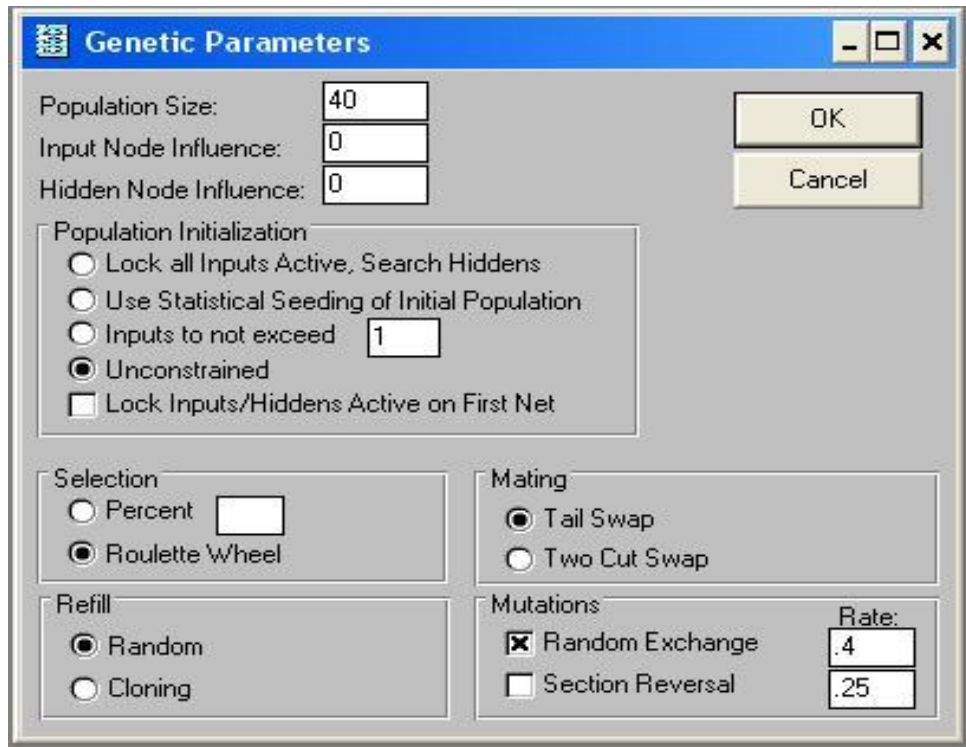 Genetic Parameters
Population Size: 40
OK
Input Node Influence: 0
Hidden Node Influence: 0
Cancel
Population Initialization
Lock all Inputs Active, Search Hiddens
Use Statistical Seeding of Initial Population
Inputs to not exceed 1
Unconstrained
Lock Inputs/Hiddens Active on First Net
Selection
Percent
Roulette Wheel
Mating
Tail Swap
Two Cut Swap
Refill
Random
Cloning
Mutations
Rate:
Random Exchange .4
Section Reversal .25